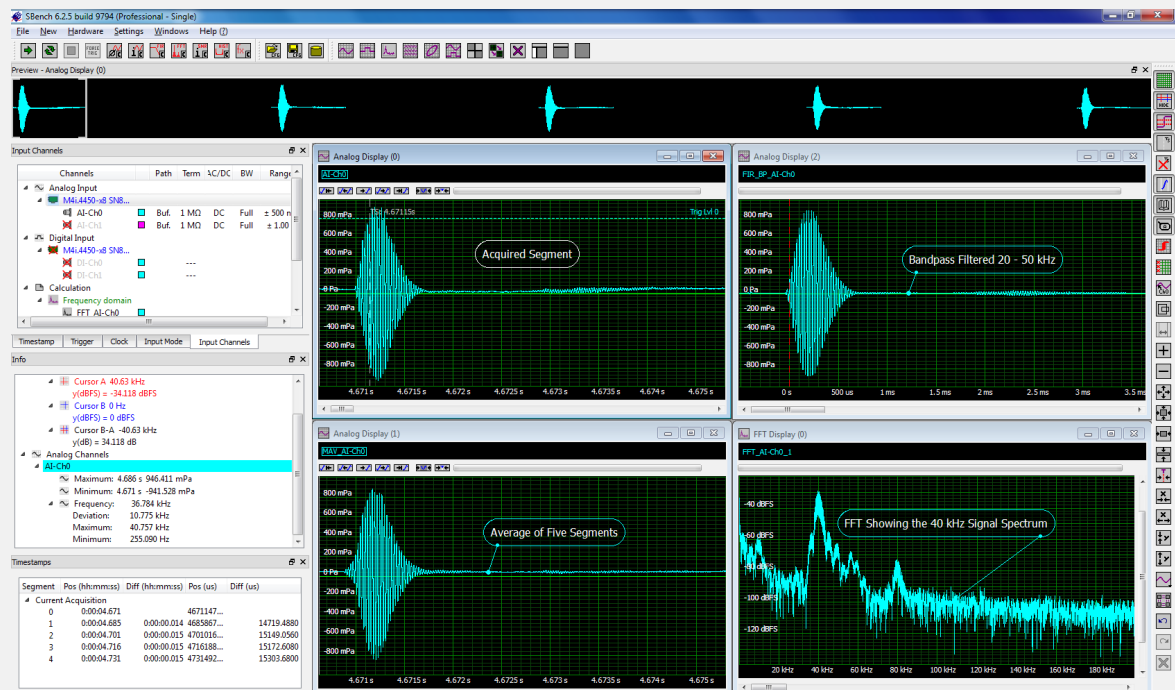 SBench 6.2.5 build 9794 (Professional - Single)
File New Hardware Settings Windows Help (?)
Preview - Analog Display (0)
Input Channels
Channels Path Term AC/DC BW Range
Analog Input
M4i.4450-x8 SN8...
AI-Ch0 Buf. 1 MΩ DC Full ± 500 n
AI-Ch1 Buf. 1 MΩ DC Full ± 1.00
Digital Input
M4i.4450-x8 SN8...
DI-Ch0 ---
DI-Ch1 ---
Calculation
Frequency domain
FFT_AI-Ch0
Timestamp Trigger Clock Input Mode Input Channels
Info
Cursor A 40.63 kHz
y(dBFS) = -34.118 dBFS
Cursor B 0 Hz
y(dBFS) = 0 dBFS
Cursor B-A -40.63 kHz
y(dB) = 34.118 dB
Analog Channels
AI-Ch0
Maximum: 4.686 s 946.411 mPa
Minimum: 4.671 s -941.528 mPa
Frequency: 36.784 kHz
Deviation: 10.775 kHz
Maximum: 40.757 kHz
Minimum: 255.090 Hz
Timestamps
Segment Pos (hh:mm:ss) Diff (hh:mm:ss) Pos (us) Diff (us)
Current Acquisition
0 0:00:04.671 4671147...
1 0:00:04.685 0:00:00.014 4685867... 14719.4880
2 0:00:04.701 0:00:00.015 4701016... 15149.0560
3 0:00:04.716 0:00:00.015 4716188... 15172.6080
4 0:00:04.731 0:00:00.015 4731492... 15303.6800
Analog Display (0)
AI-Ch0
4.67115s
Trig Lvl 0
800 mPa
600 mPa
400 mPa
200 mPa
0 Pa
-200 mPa
-400 mPa
-600 mPa
-800 mPa
Acquired Segment
4.671 s 4.6715 s 4.672 s 4.6725 s 4.673 s 4.6735 s 4.674 s 4.675 s
Analog Display (2)
FIR_BP_AI-Ch0
800 mPa
600 mPa
400 mPa
200 mPa
0 Pa
-200 mPa
-400 mPa
-600 mPa
-800 mPa
Bandpass Filtered 20 - 50 kHz
0 s 500 us 1 ms 1.5 ms 2 ms 2.5 ms 3 ms 3.5 ms
Analog Display (1)
MAV_AI-Ch0
800 mPa
600 mPa
400 mPa
200 mPa
0 Pa
-200 mPa
-400 mPa
-600 mPa
-800 mPa
Average of Five Segments
4.671 s 4.6715 s 4.672 s 4.6725 s 4.673 s 4.6735 s 4.674 s 4.675 s
FFT Display (0)
FFT_AI-Ch0_1
-40 dBFS
-60 dBFS
-80 dBFS
-100 dBFS
-120 dBFS
FFT Showing the 40 kHz Signal Spectrum
20 kHz 40 kHz 60 kHz 80 kHz 100 kHz 120 kHz 140 kHz 160 kHz 180 kHz